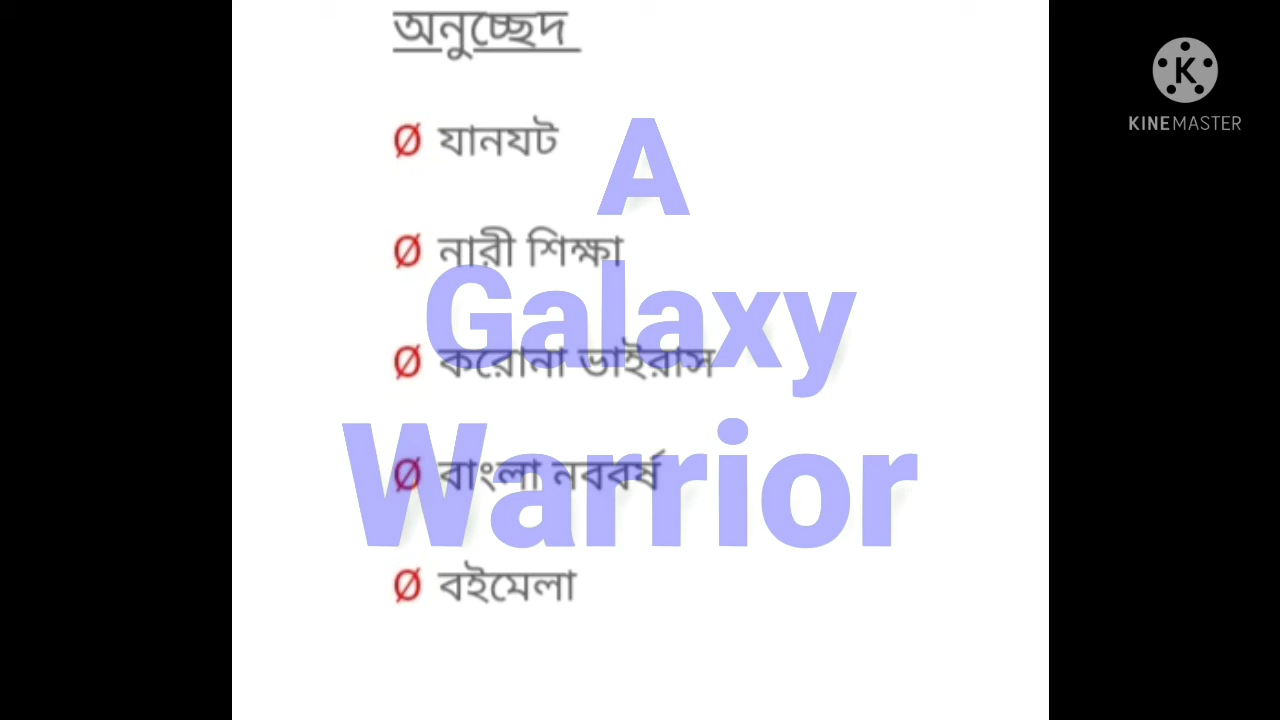 অনুচ্ছেদ
Ø যানযট
Ø নারী শিক্ষা
Ø করোনা ভাইরাস
Ø বাংলা নববর্ষ
Ø বইমেলা
A
Galaxy
Warrior
K
KINEMASTER